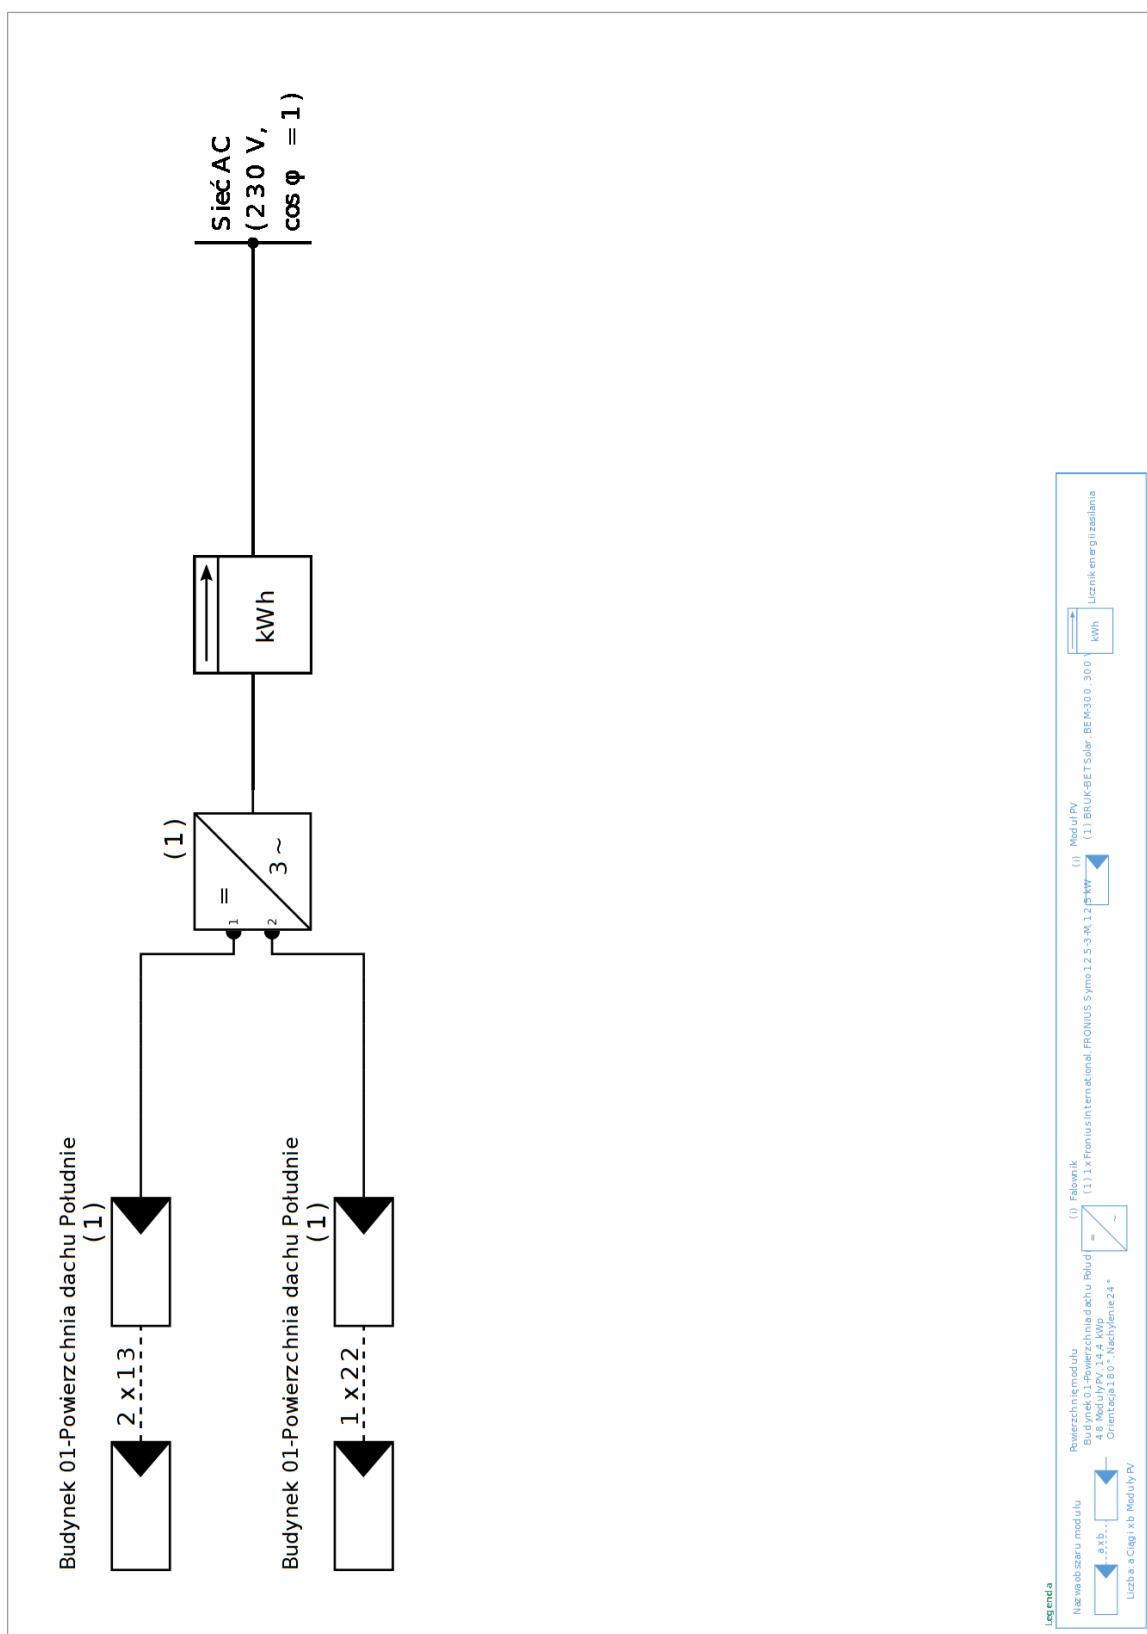 Budynek 01-Powierzchnia dachu Południe
(1)
2 x 13
Budynek 01-Powierzchnia dachu Południe
(1)
1 x 22
(1)
=
3 ~
1
2
kWh
Sieć AC
(230 V,
cos φ = 1)
Legenda
Nazwa obszaru modułu
a x b
Liczba: a Ciągi x b Moduły PV
Powierzchnię modułu
Budynek 01-Powierzchnia dachu Połud
48 Moduły PV, 14,4 kWp
Orientacja 180°, Nachylenie 24°
=
~
(i) Falownik
(1) 1 x Fronius International, FRONIUS Symo 12.5-3-M, 12.5 kW
(i) Moduł PV
(1) BRUK-BET Solar, BEM-300, 300
kWh
Licznik energii zasilania